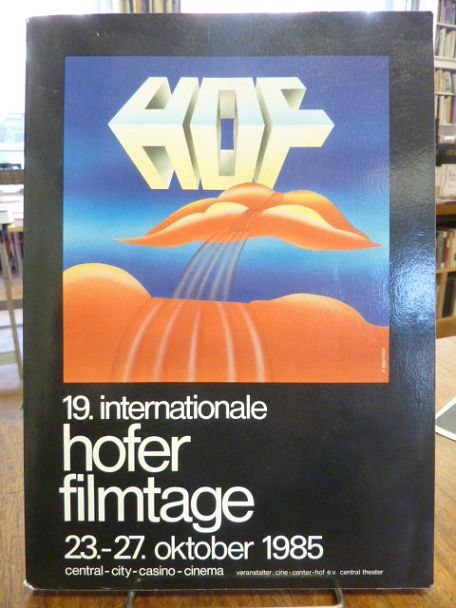 HOF
19. internationale
hofer
filmtage
23.-27. oktober 1985
central-city-casino-cinema veranstalter: cine-center-hof e.v. central theater